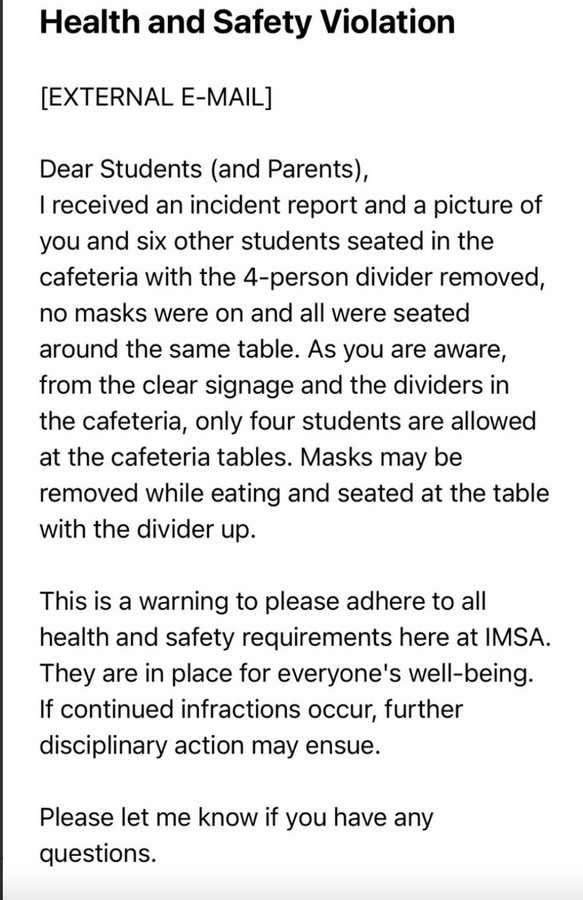 Health and Safety Violation
[EXTERNAL E-MAIL]
Dear Students (and Parents),
I received an incident report and a picture of
you and six other students seated in the
cafeteria with the 4-person divider removed,
no masks were on and all were seated
around the same table. As you are aware,
from the clear signage and the dividers in
the cafeteria, only four students are allowed
at the cafeteria tables. Masks may be
removed while eating and seated at the table
with the divider up.
This is a warning to please adhere to all
health and safety requirements here at IMSA.
They are in place for everyone's well-being.
If continued infractions occur, further
disciplinary action may ensue.
Please let me know if you have any
questions.